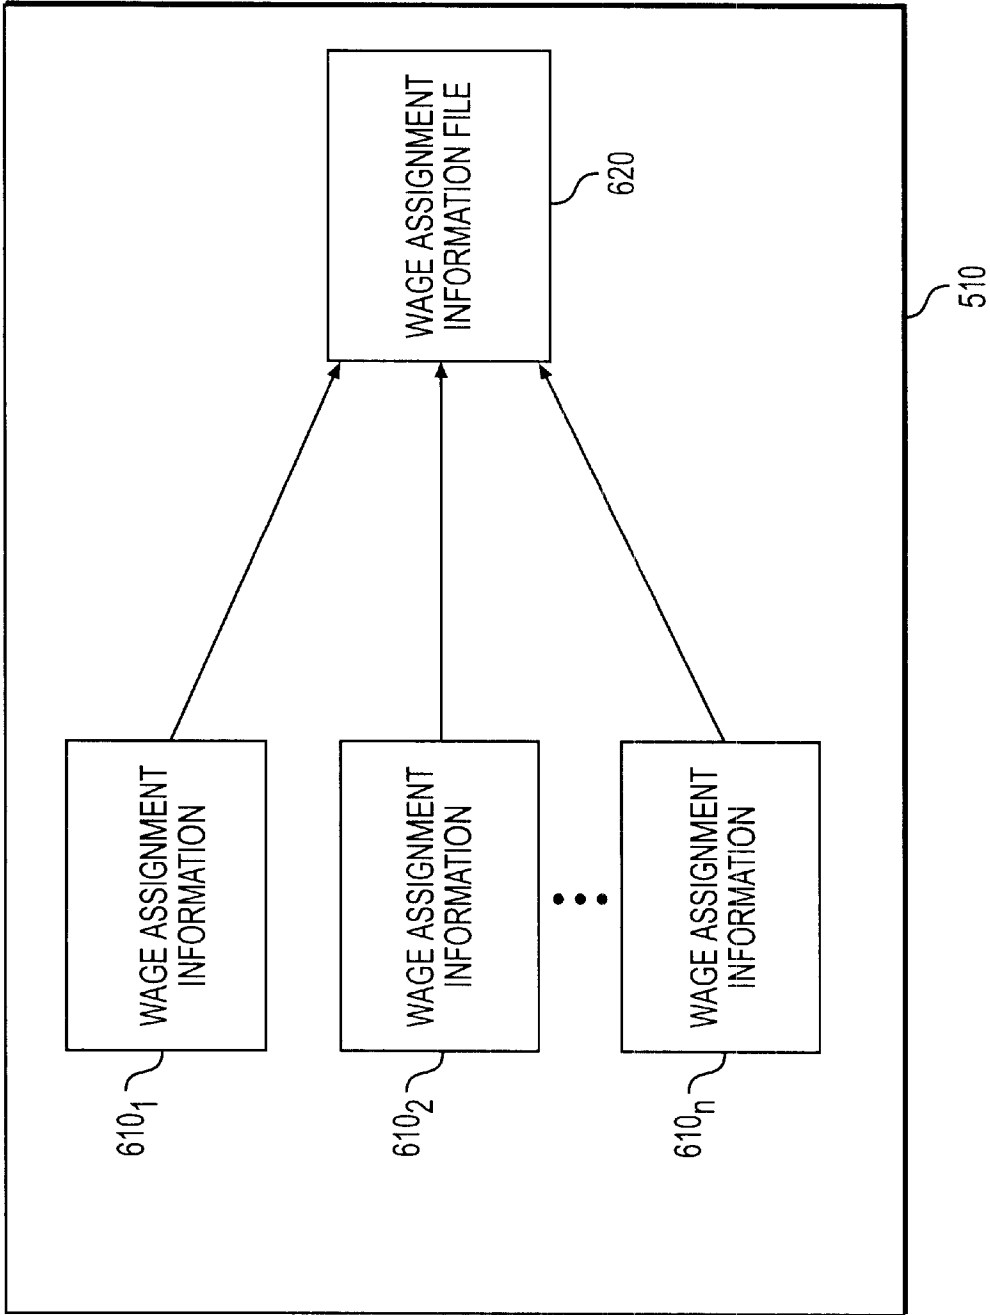 WAGE ASSIGNMENT
INFORMATION
610₁
WAGE ASSIGNMENT
INFORMATION
610₂
WAGE ASSIGNMENT
INFORMATION
610ₙ
WAGE ASSIGNMENT
INFORMATION FILE
620
510